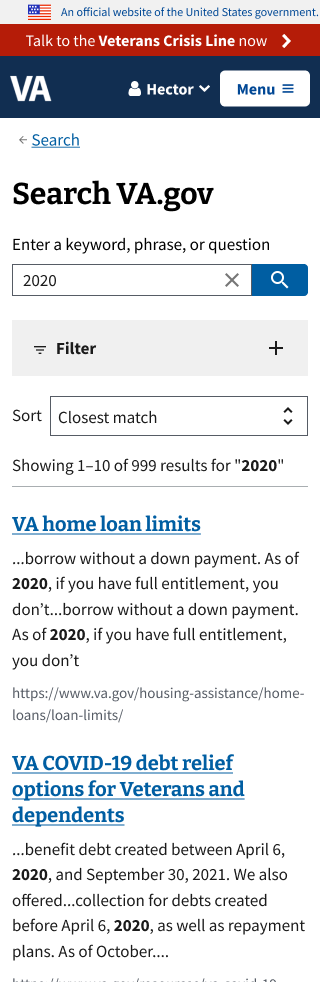 An official website of the United States government.
Talk to the Veterans Crisis Line now
VA
Hector
Menu
Search
Search VA.gov
Enter a keyword, phrase, or question
2020
Filter
Sort
Closest match
Showing 1–10 of 999 results for "2020"
VA home loan limits
...borrow without a down payment. As of
2020, if you have full entitlement, you
don’t...borrow without a down payment.
As of 2020, if you have full entitlement,
you don’t
https://www.va.gov/housing-assistance/home-
loans/loan-limits/
VA COVID-19 debt relief
options for Veterans and
dependents
...benefit debt created between April 6,
2020, and September 30, 2021. We also
offered...collection for debts created
before April 6, 2020, as well as repayment
plans. As of October....